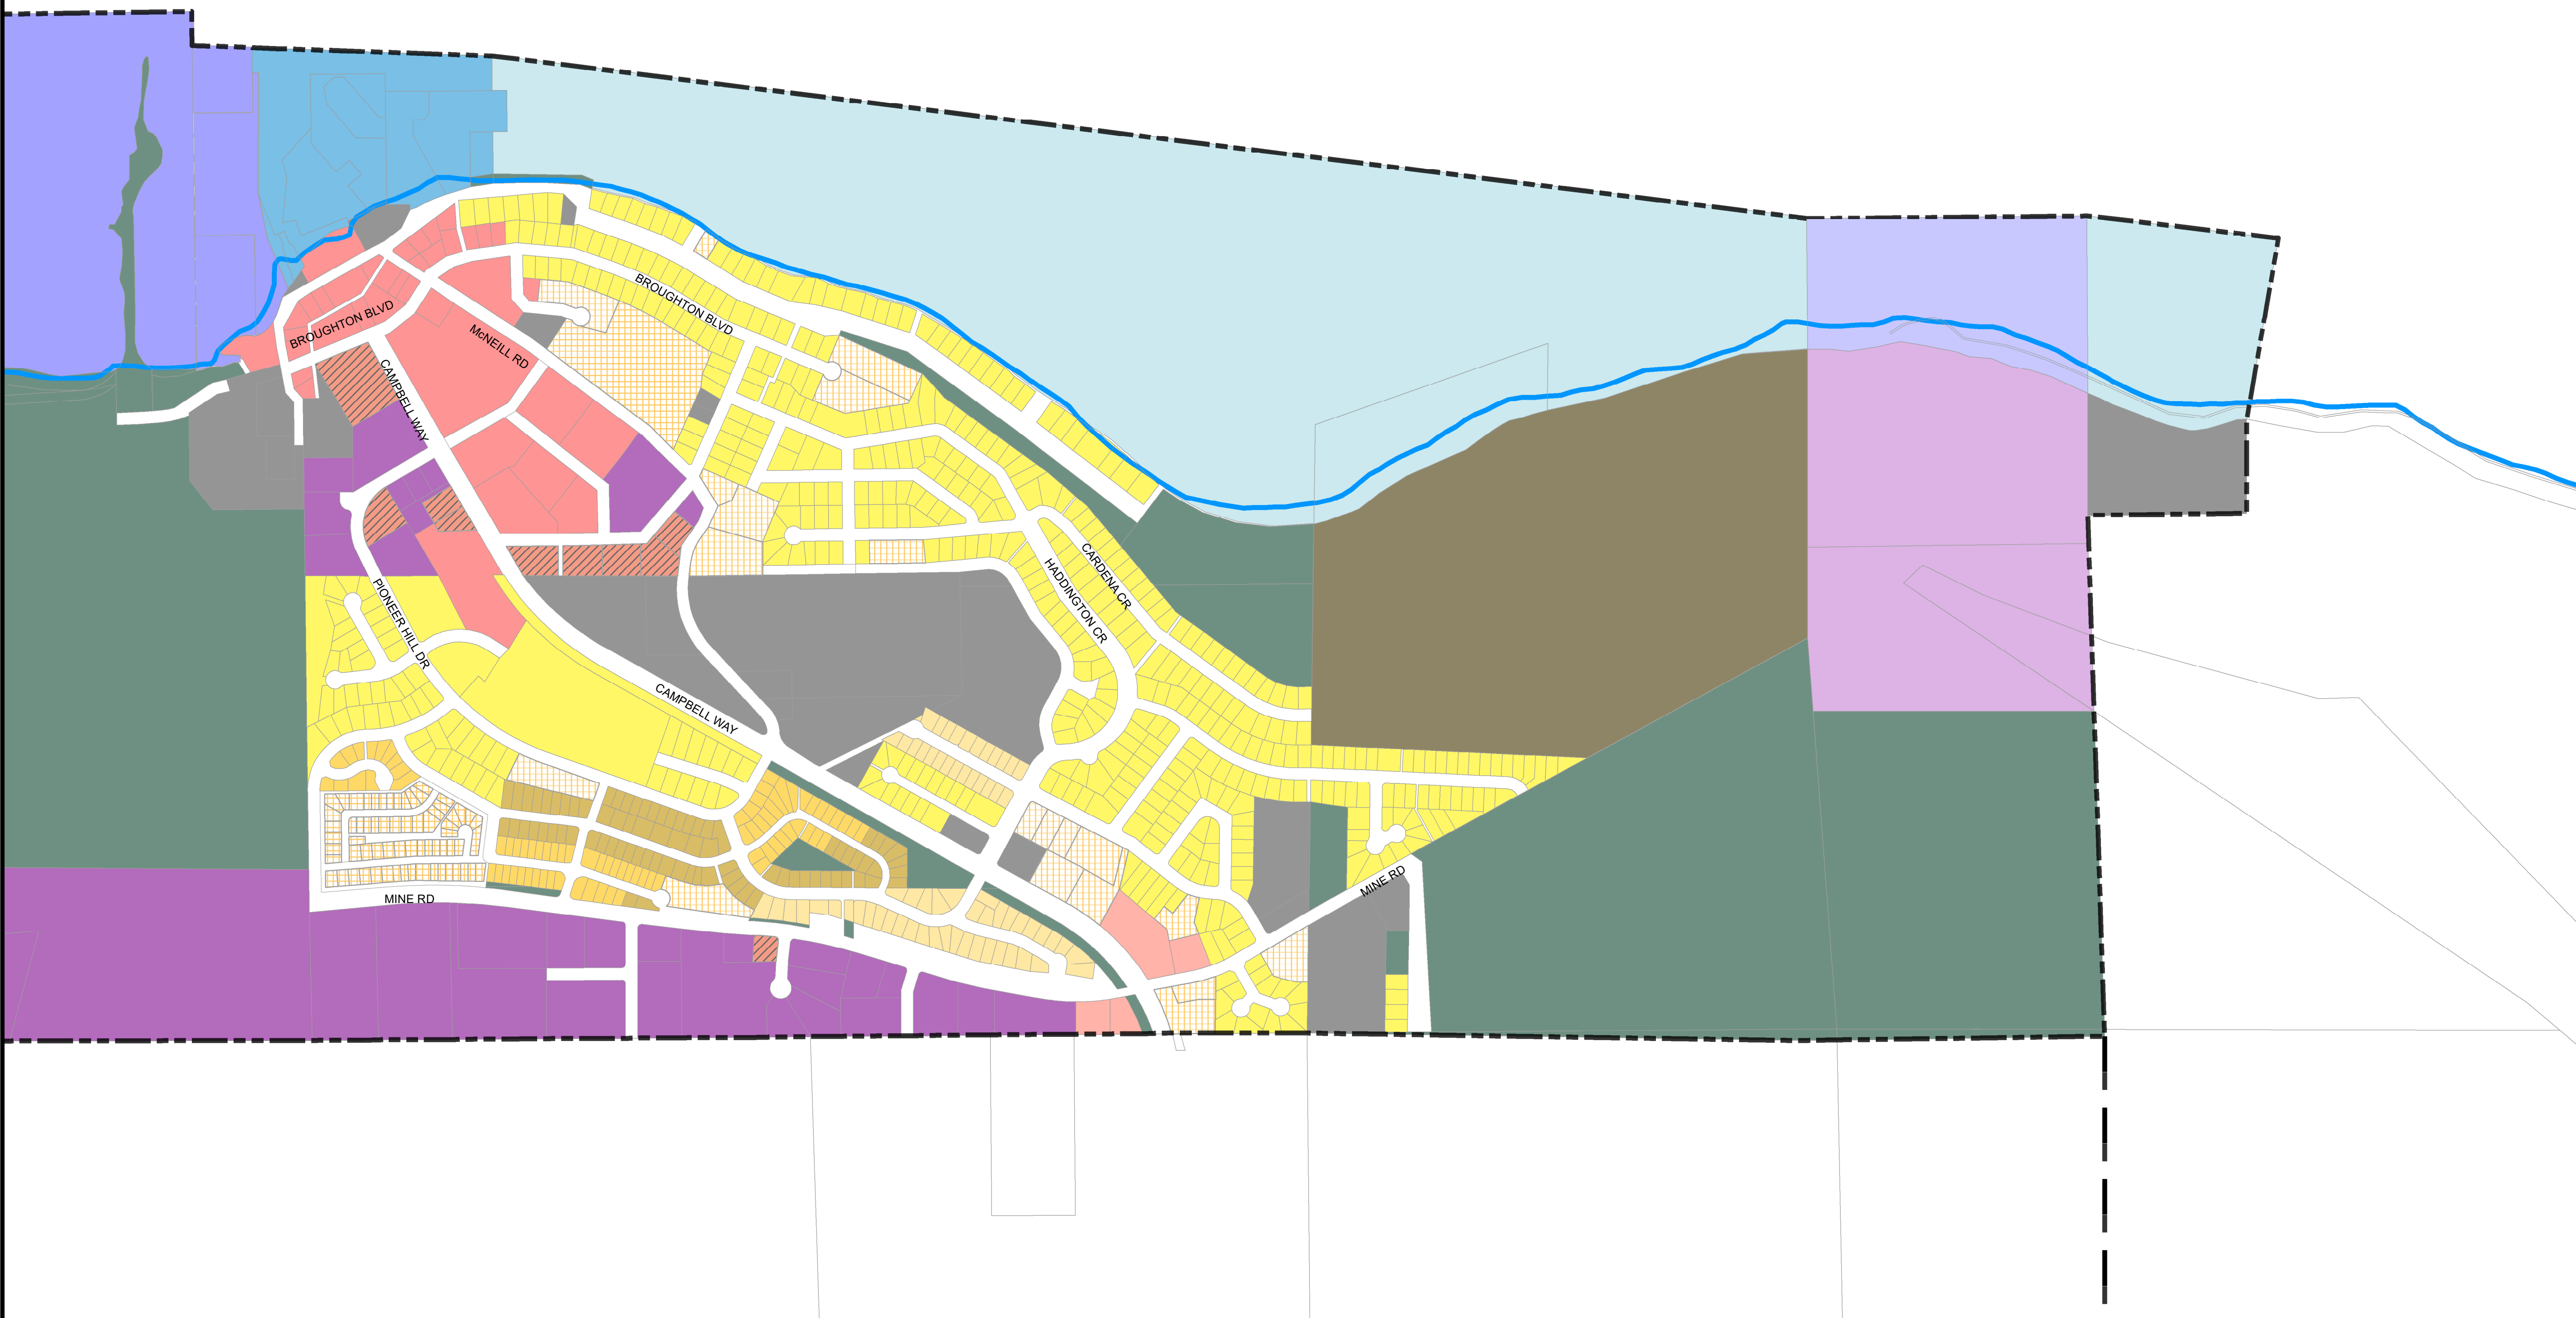 BROUGHTON BLVD
BROUGHTON BLVD
McNEILL RD
CAMPBELL WAY
CARDENA CR
HADDINGTON CR
PIONEER HILL DR
CAMPBELL WAY
MINE RD
MINE RD